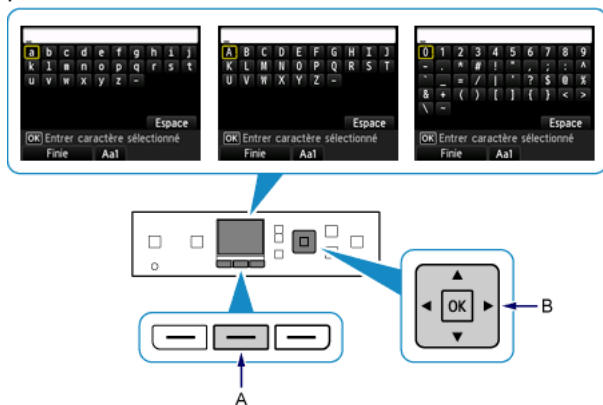 a b c d e f g h i j
k l m n o p q r s t
u v w x y z -
Espace
OK Entrer caractère sélectionné
Finie Aa1
A B C D E F G H I J
K L M N O P Q R S T
U V W X Y Z -
Espace
OK Entrer caractère sélectionné
Finie Aa1
0 1 2 3 4 5 6 7 8 9
- . * # ! " , ; : ^
` _ = / | ' ? $ @ %
& + ( ) [ ] { } < >
\ ~
Espace
OK Entrer caractère sélectionné
Finie Aa1
OK
B
A